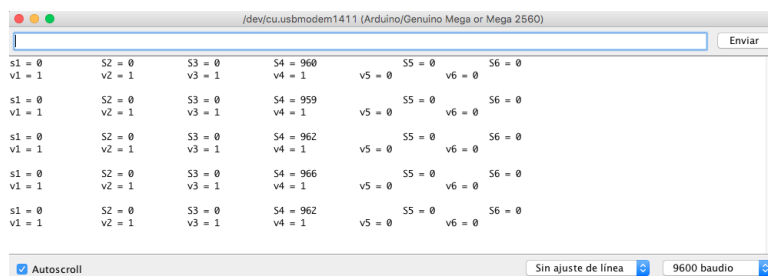 /dev/cu.usbmodem1411 (Arduino/Genuino Mega or Mega 2560)
Enviar
s1 = 0 S2 = 0 S3 = 0 S4 = 960 S5 = 0 S6 = 0
v1 = 1 v2 = 1 v3 = 1 v4 = 1 v5 = 0 v6 = 0
s1 = 0 S2 = 0 S3 = 0 S4 = 959 S5 = 0 S6 = 0
v1 = 1 v2 = 1 v3 = 1 v4 = 1 v5 = 0 v6 = 0
s1 = 0 S2 = 0 S3 = 0 S4 = 962 S5 = 0 S6 = 0
v1 = 1 v2 = 1 v3 = 1 v4 = 1 v5 = 0 v6 = 0
s1 = 0 S2 = 0 S3 = 0 S4 = 966 S5 = 0 S6 = 0
v1 = 1 v2 = 1 v3 = 1 v4 = 1 v5 = 0 v6 = 0
s1 = 0 S2 = 0 S3 = 0 S4 = 962 S5 = 0 S6 = 0
v1 = 1 v2 = 1 v3 = 1 v4 = 1 v5 = 0 v6 = 0
Autoscroll Sin ajuste de línea 9600 baudio